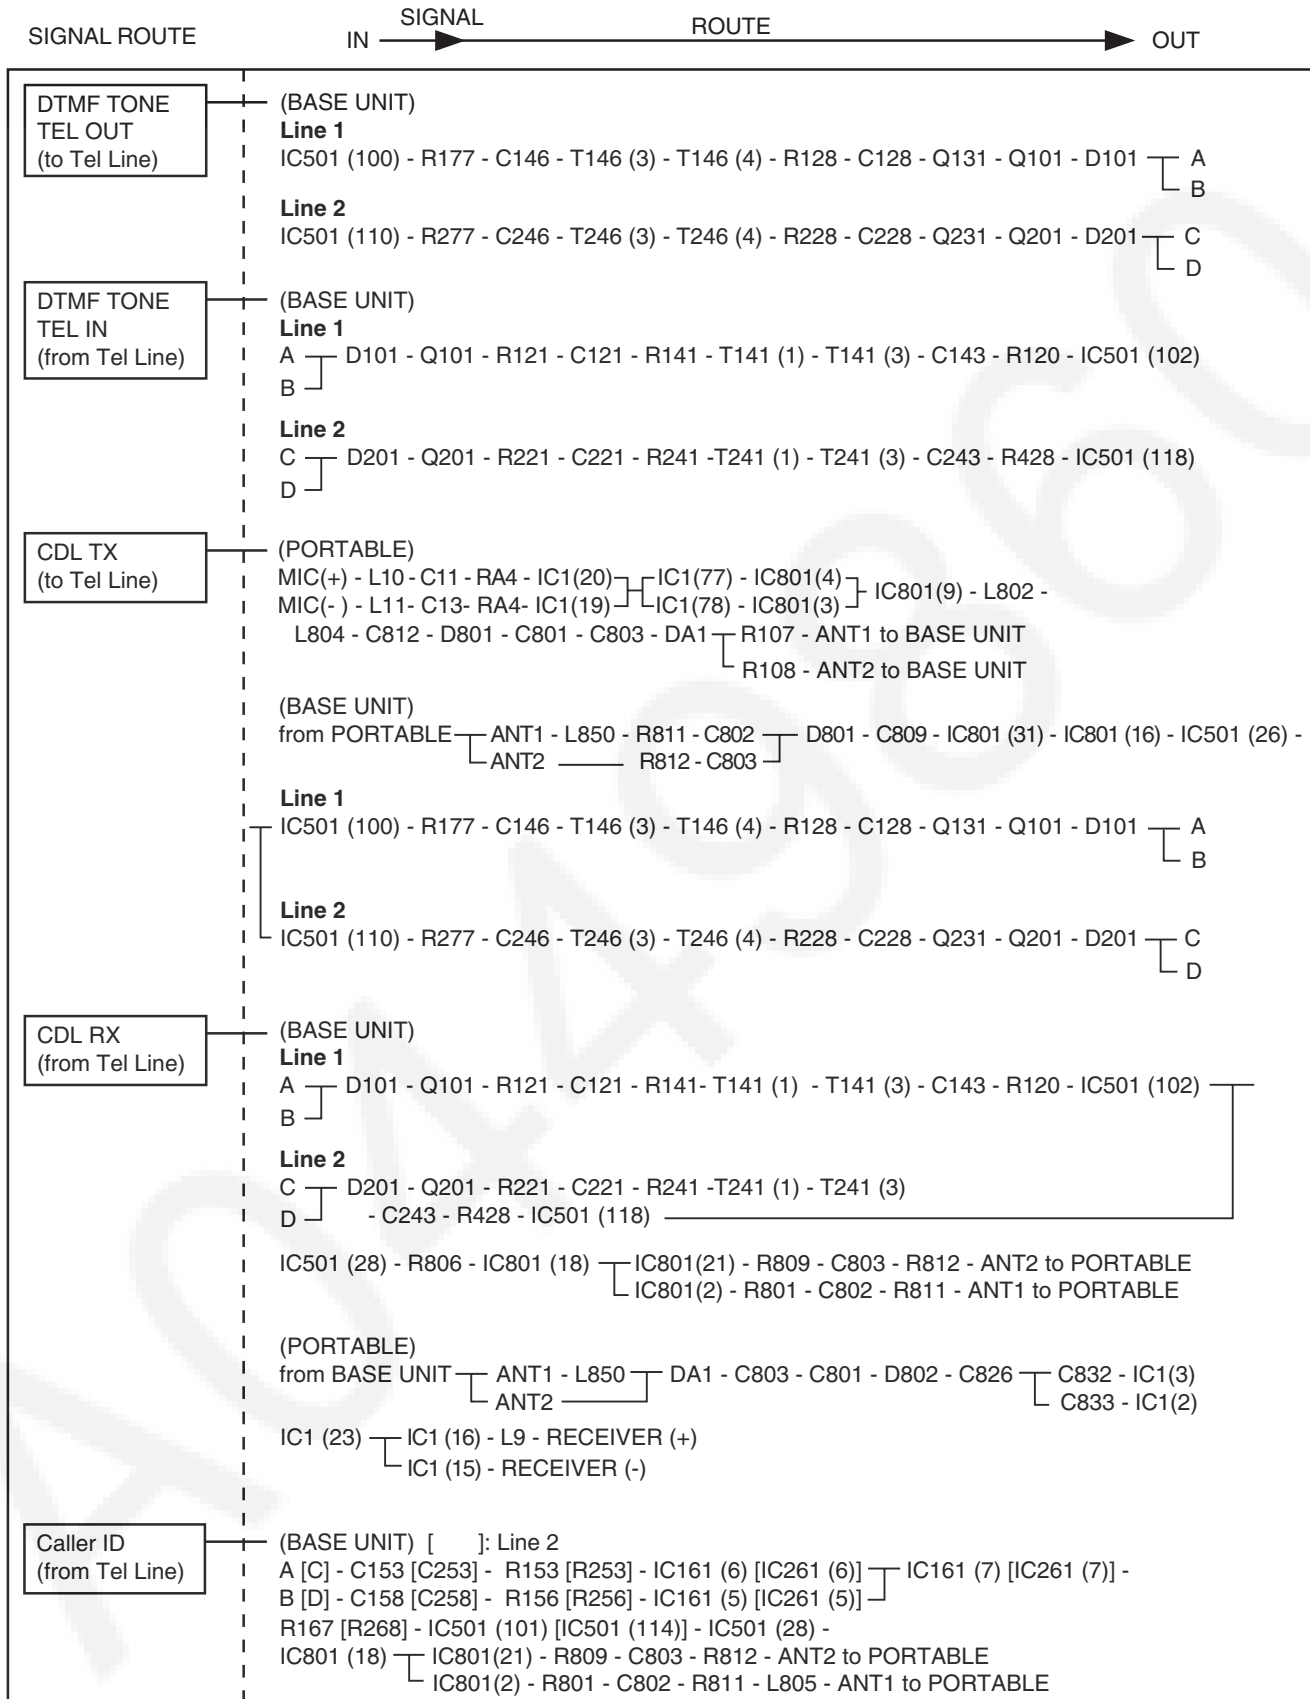 SIGNAL ROUTE IN SIGNAL ROUTE OUT
DTMF TONE
TEL OUT
(to Tel Line)
(BASE UNIT)
Line 1
IC501 (100) - R177 - C146 - T146 (3) - T146 (4) - R128 - C128 - Q131 - Q101 - D101 A
B
Line 2
IC501 (110) - R277 - C246 - T246 (3) - T246 (4) - R228 - C228 - Q231 - Q201 - D201 C
D
DTMF TONE
TEL IN
(from Tel Line)
(BASE UNIT)
Line 1
A D101 - Q101 - R121 - C121 - R141 - T141 (1) - T141 (3) - C143 - R120 - IC501 (102)
B
Line 2
C D201 - Q201 - R221 - C221 - R241 -T241 (1) - T241 (3) - C243 - R428 - IC501 (118)
D
CDL TX
(to Tel Line)
(PORTABLE)
MIC(+) - L10 - C11 - RA4 - IC1(20) IC1(77) - IC801(4)
MIC(- ) - L11- C13- RA4- IC1(19) IC1(78) - IC801(3) IC801(9) - L802 -
L804 - C812 - D801 - C801 - C803 - DA1 R107 - ANT1 to BASE UNIT
R108 - ANT2 to BASE UNIT
(BASE UNIT)
from PORTABLE ANT1 - L850 - R811 - C802 D801 - C809 - IC801 (31) - IC801 (16) - IC501 (26) -
ANT2 R812 - C803
Line 1
IC501 (100) - R177 - C146 - T146 (3) - T146 (4) - R128 - C128 - Q131 - Q101 - D101 A
B
Line 2
IC501 (110) - R277 - C246 - T246 (3) - T246 (4) - R228 - C228 - Q231 - Q201 - D201 C
D
CDL RX
(from Tel Line)
(BASE UNIT)
Line 1
A D101 - Q101 - R121 - C121 - R141- T141 (1) - T141 (3) - C143 - R120 - IC501 (102)
B
Line 2
C D201 - Q201 - R221 - C221 - R241 -T241 (1) - T241 (3)
D - C243 - R428 - IC501 (118)
IC501 (28) - R806 - IC801 (18) IC801(21) - R809 - C803 - R812 - ANT2 to PORTABLE
IC801(2) - R801 - C802 - R811 - ANT1 to PORTABLE
(PORTABLE)
from BASE UNIT ANT1 - L850 DA1 - C803 - C801 - D802 - C826 C832 - IC1(3)
ANT2 C833 - IC1(2)
IC1 (23) IC1 (16) - L9 - RECEIVER (+)
IC1 (15) - RECEIVER (-)
Caller ID
(from Tel Line)
(BASE UNIT) [ ]: Line 2
A [C] - C153 [C253] - R153 [R253] - IC161 (6) [IC261 (6)] IC161 (7) [IC261 (7)] -
B [D] - C158 [C258] - R156 [R256] - IC161 (5) [IC261 (5)]
R167 [R268] - IC501 (101) [IC501 (114)] - IC501 (28) -
IC801 (18) IC801(21) - R809 - C803 - R812 - ANT2 to PORTABLE
IC801(2) - R801 - C802 - R811 - L805 - ANT1 to PORTABLE
A0449860